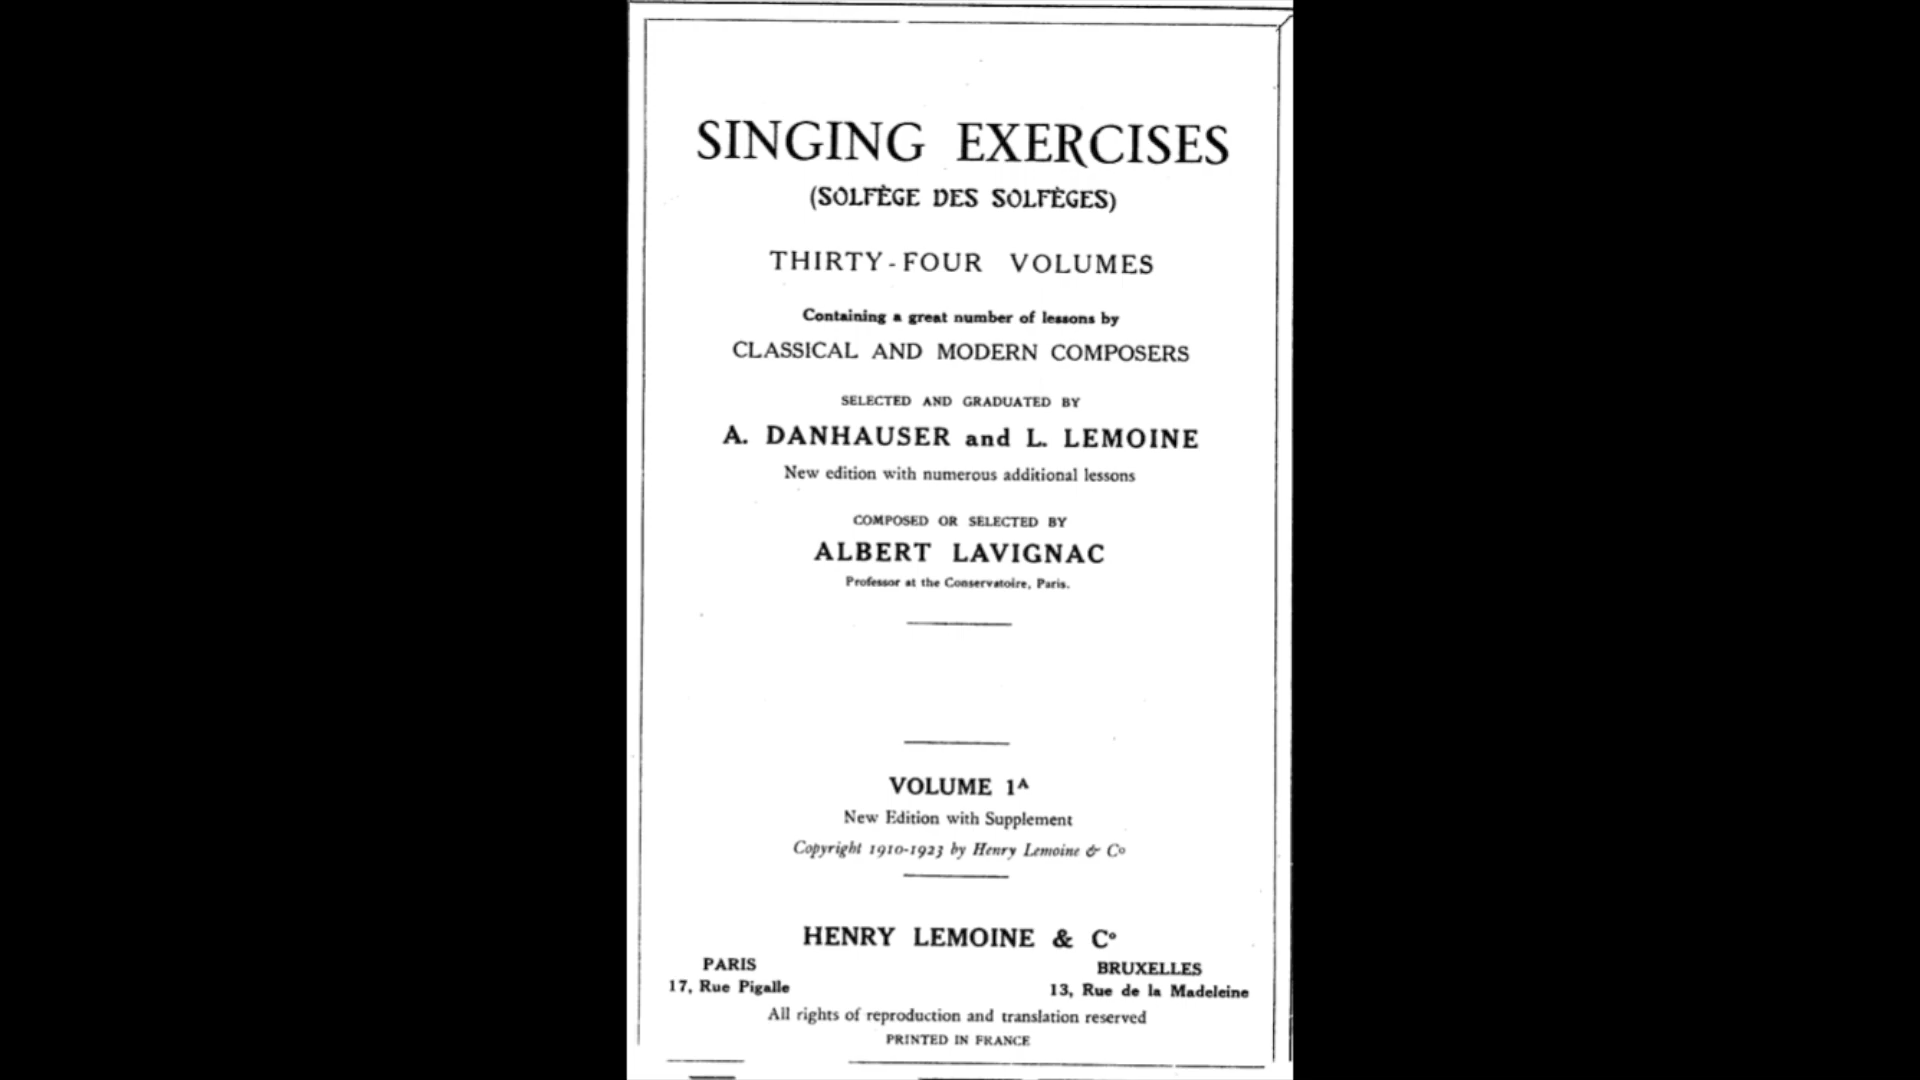 SINGING EXERCISES
(SOLFÈGE DES SOLFÈGES)
THIRTY-FOUR VOLUMES
Containing a great number of lessons by
CLASSICAL AND MODERN COMPOSERS
SELECTED AND GRADUATED BY
A. DANHAUSER and L. LEMOINE
New edition with numerous additional lessons
COMPOSED OR SELECTED BY
ALBERT LAVIGNAC
Professor at the Conservatoire, Paris.
VOLUME 1ᴬ
New Edition with Supplement
Copyright 1910-1923 by Henry Lemoine & Cº
HENRY LEMOINE & Cº
PARIS
17, Rue Pigalle
BRUXELLES
13, Rue de la Madeleine
All rights of reproduction and translation reserved
PRINTED IN FRANCE